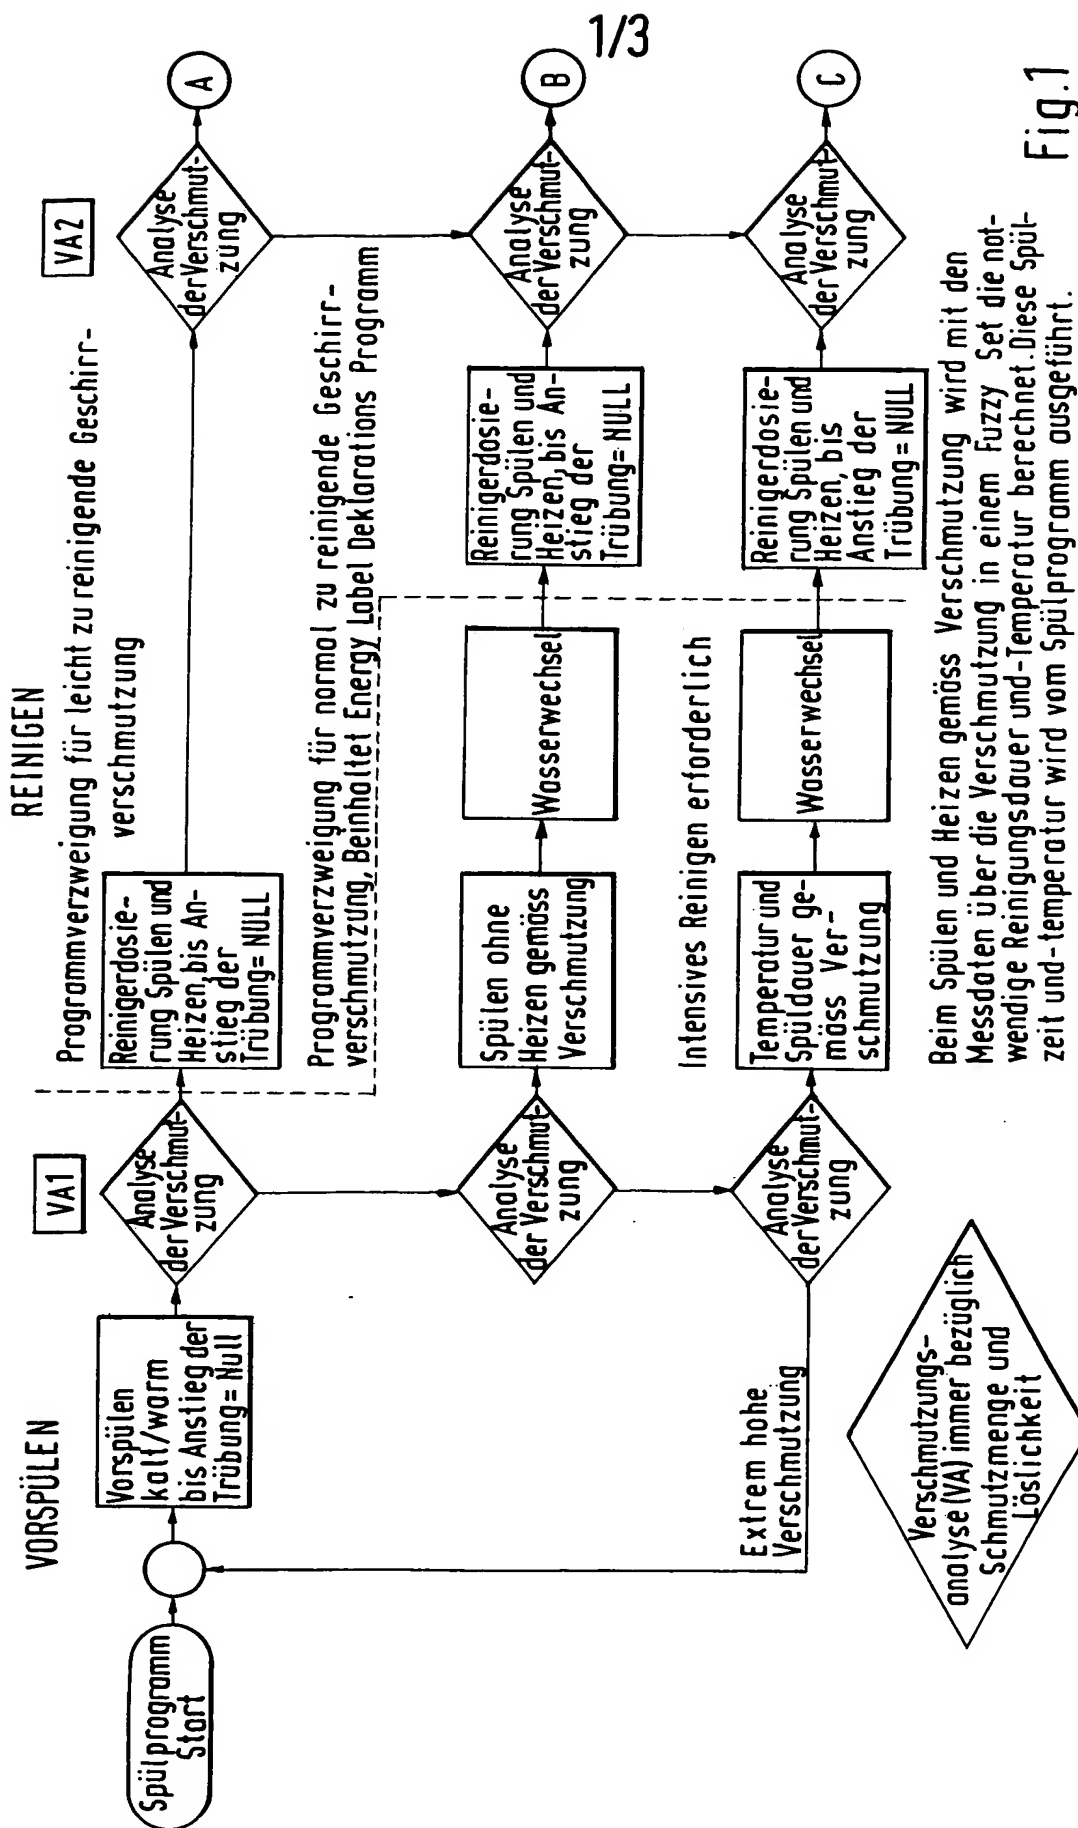 1/3
VORSPÜLEN
REINIGEN
VA1
VA2
Spülprogramm
Start
Vorspülen
kalt/warm
bis Anstieg der
Trübung=Null
Analyse
der Verschmut-
zung
Programmverzweigung für leicht zu reinigende Geschirr-
verschmutzung
Reinigerdosie-
rung Spülen und
Heizen, bis An-
stieg der
Trübung=NULL
Analyse
der Verschmut-
zung
A
Programmverzweigung für normal zu reinigende Geschirr-
verschmutzung, Beinhaltet Energy Label Deklarations Programm
Analyse
der Verschmut-
zung
Spülen ohne
Heizen gemäss
Verschmutzung
Wasserwechsel
Reinigerdosie-
rung Spülen und
Heizen, bis An-
stieg der
Trübung=NULL
Analyse
der Verschmut-
zung
B
Intensives Reinigen erforderlich
Extrem hohe
Verschmutzung
Analyse
der Verschmut-
zung
Temperatur und
Spüldauer ge-
mäss Ver-
schmutzung
Wasserwechsel
Reinigerdosie-
rung Spülen und
Heizen, bis
Anstieg der
Trübung=NULL
Analyse
der Verschmut-
zung
C
Verschmutzungs-
analyse (VA) immer bezüglich
Schmutzmenge und
Löslichkeit
Beim Spülen und Heizen gemäss Verschmutzung wird mit den
Messdaten über die Verschmutzung in einem Fuzzy Set die not-
wendige Reinigungsdauer und-Temperatur berechnet. Diese Spül-
zeit und-temperatur wird vom Spülprogramm ausgeführt.
Fig.1